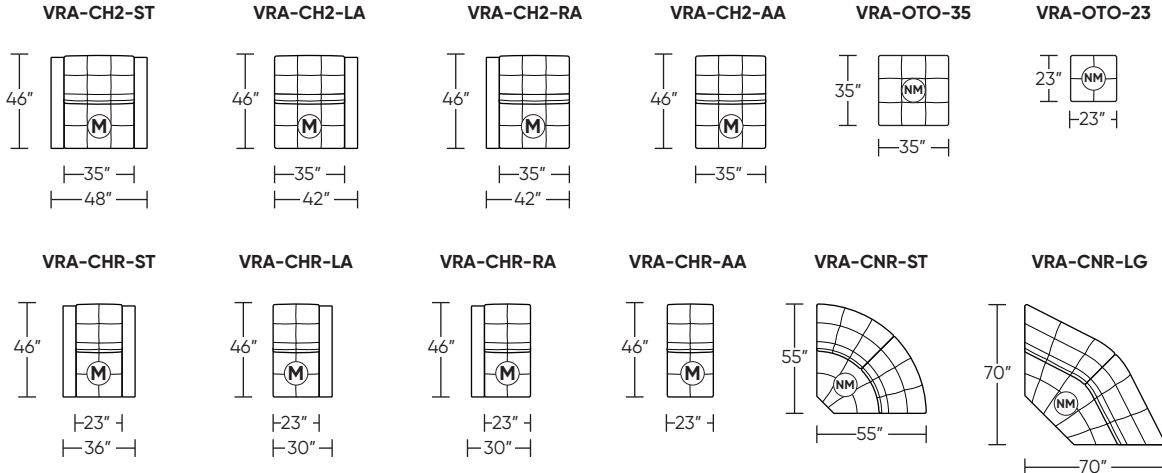 VRA-CH2-ST VRA-CH2-LA VRA-CH2-RA VRA-CH2-AA VRA-OTO-35 VRA-OTO-23
46″ M 46″ M 46″ M 46″ M 35″ NM 23″ NM
35″ 35″ 35″ 35″ 35″ 23″
48″ 42″ 42″
VRA-CHR-ST VRA-CHR-LA VRA-CHR-RA VRA-CHR-AA VRA-CNR-ST VRA-CNR-LG
46″ M 46″ M 46″ M 46″ M 55″ NM 70″ NM
23″ 23″ 23″ 23″ 55″
36″ 30″ 30″ 70″